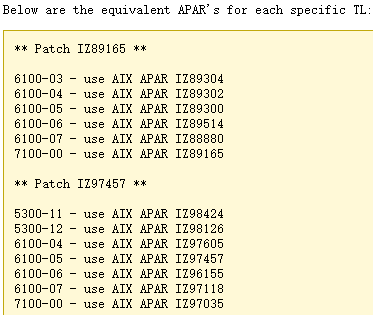 Below are the equivalent APAR's for each specific TL:
** Patch IZ89165 **
6100-03 - use AIX APAR IZ89304
6100-04 - use AIX APAR IZ89302
6100-05 - use AIX APAR IZ89300
6100-06 - use AIX APAR IZ89514
6100-07 - use AIX APAR IZ88880
7100-00 - use AIX APAR IZ89165
** Patch IZ97457 **
5300-11 - use AIX APAR IZ98424
5300-12 - use AIX APAR IZ98126
6100-04 - use AIX APAR IZ97605
6100-05 - use AIX APAR IZ97457
6100-06 - use AIX APAR IZ96155
6100-07 - use AIX APAR IZ97118
7100-00 - use AIX APAR IZ97035